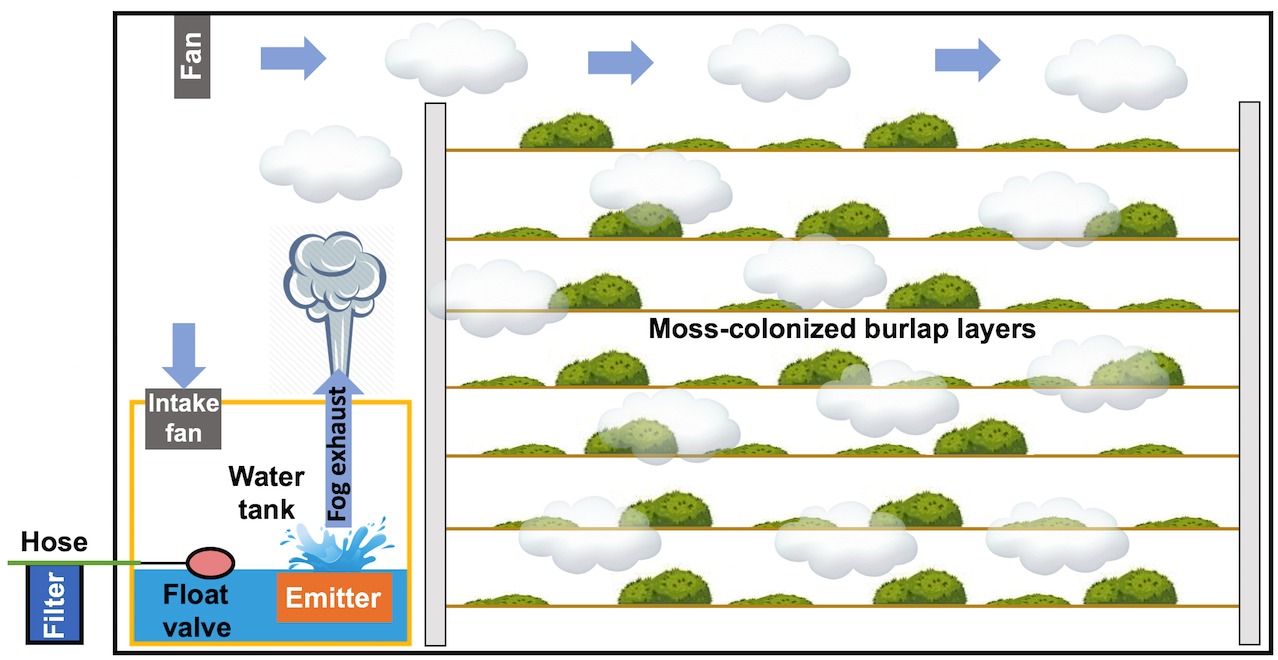 Fan
Moss-colonized burlap layers
Intake
fan
Fog exhaust
Water
tank
Hose
Filter
Float
valve
Emitter